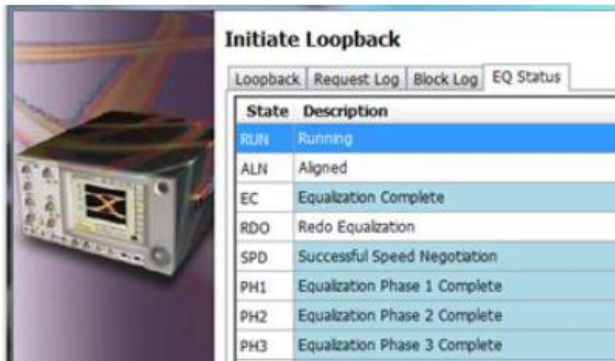 Initiate Loopback
Loopback Request Log Block Log EQ Status
State Description
RUN Running
ALN Aligned
EC Equalization Complete
RDO Redo Equalization
SPD Successful Speed Negotiation
PH1 Equalization Phase 1 Complete
PH2 Equalization Phase 2 Complete
PH3 Equalization Phase 3 Complete